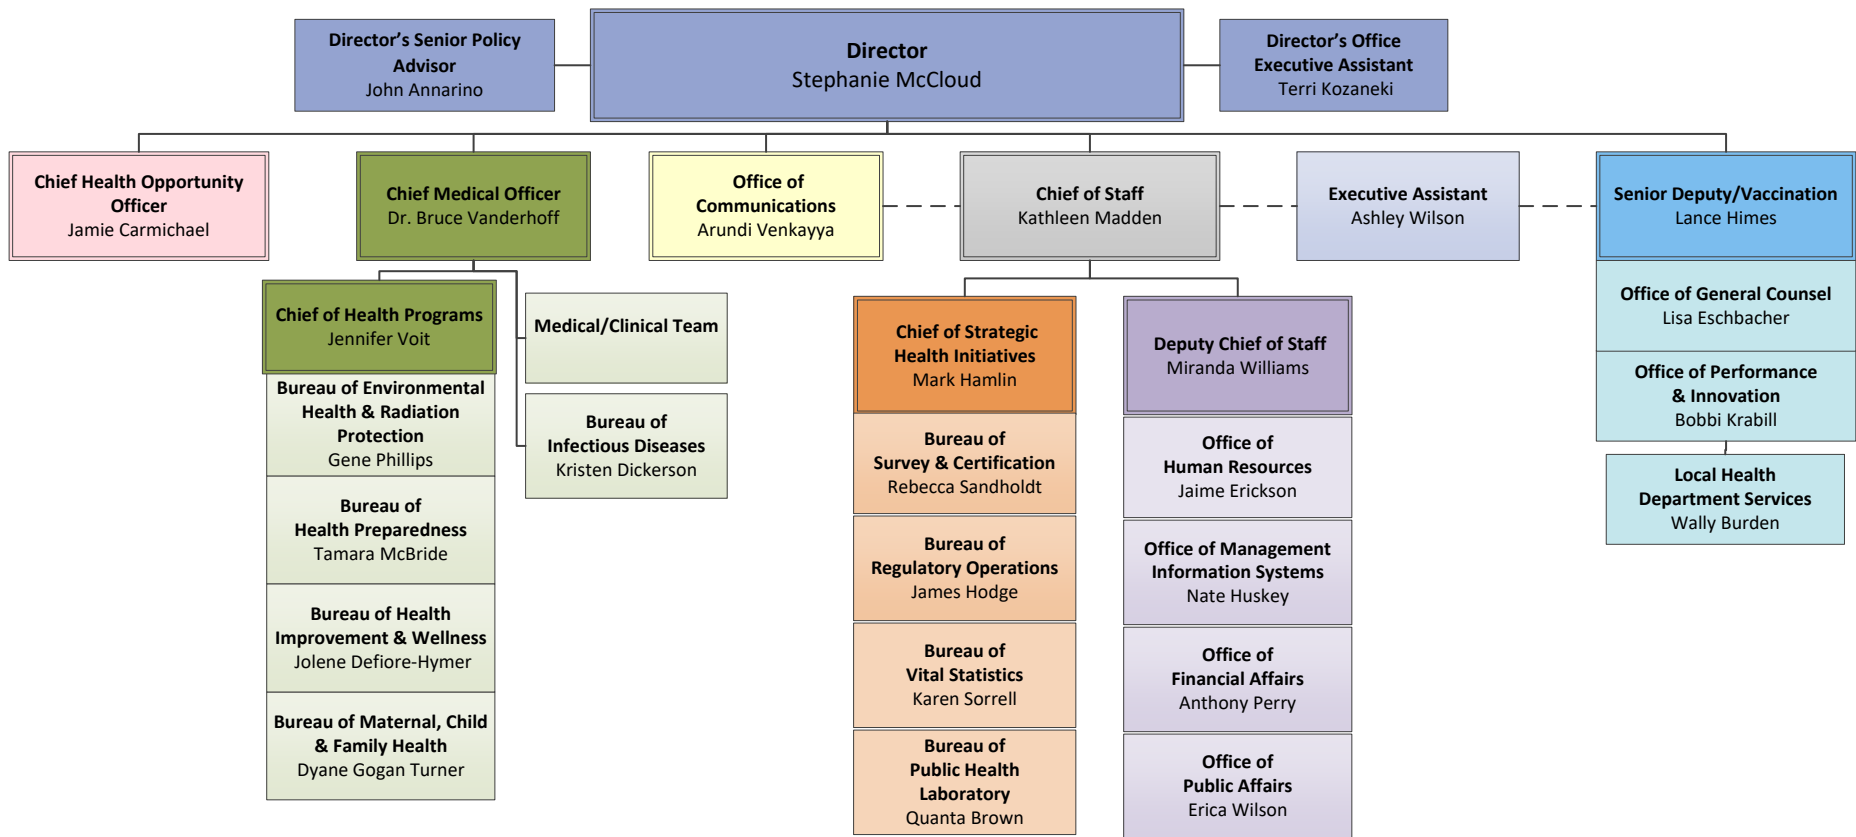 Director's Senior Policy
Advisor
John Annarino
Director
Stephanie McCloud
Director's Office
Executive Assistant
Terri Kozaneki
Chief Health Opportunity
Officer
Jamie Carmichael
Chief Medical Officer
Dr. Bruce Vanderhoff
Office of
Communications
Arundi Venkayya
Chief of Staff
Kathleen Madden
Executive Assistant
Ashley Wilson
Senior Deputy/Vaccination
Lance Himes
Chief of Health Programs
Jennifer Voit
Bureau of Environmental
Health & Radiation
Protection
Gene Phillips
Bureau of
Health Preparedness
Tamara McBride
Bureau of Health
Improvement & Wellness
Jolene Defiore-Hymer
Bureau of Maternal, Child
& Family Health
Dyane Gogan Turner
Medical/Clinical Team
Bureau of
Infectious Diseases
Kristen Dickerson
Chief of Strategic
Health Initiatives
Mark Hamlin
Bureau of
Survey & Certification
Rebecca Sandholdt
Bureau of
Regulatory Operations
James Hodge
Bureau of
Vital Statistics
Karen Sorrell
Bureau of
Public Health
Laboratory
Quanta Brown
Deputy Chief of Staff
Miranda Williams
Office of
Human Resources
Jaime Erickson
Office of Management
Information Systems
Nate Huskey
Office of
Financial Affairs
Anthony Perry
Office of
Public Affairs
Erica Wilson
Office of General Counsel
Lisa Eschbacher
Office of Performance
& Innovation
Bobbi Krabill
Local Health
Department Services
Wally Burden